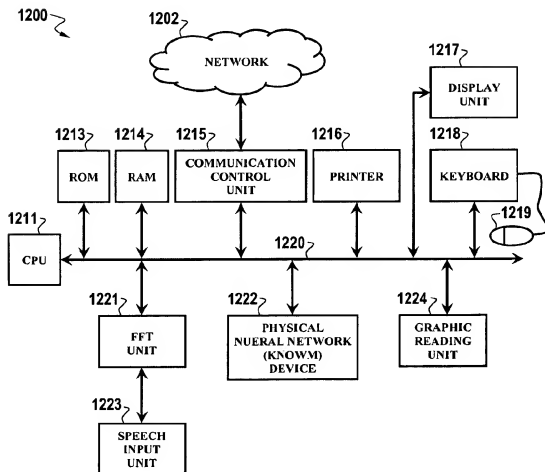 1200
1202
NETWORK
1217
DISPLAY
UNIT
1213
ROM
1214
RAM
1215
COMMUNICATION
CONTROL
UNIT
1216
PRINTER
1218
KEYBOARD
1219
1211
CPU
1220
1221
FFT
UNIT
1222
PHYSICAL
NUERAL NETWORK
(KNOWM)
DEVICE
1224
GRAPHIC
READING
UNIT
1223
SPEECH
INPUT
UNIT